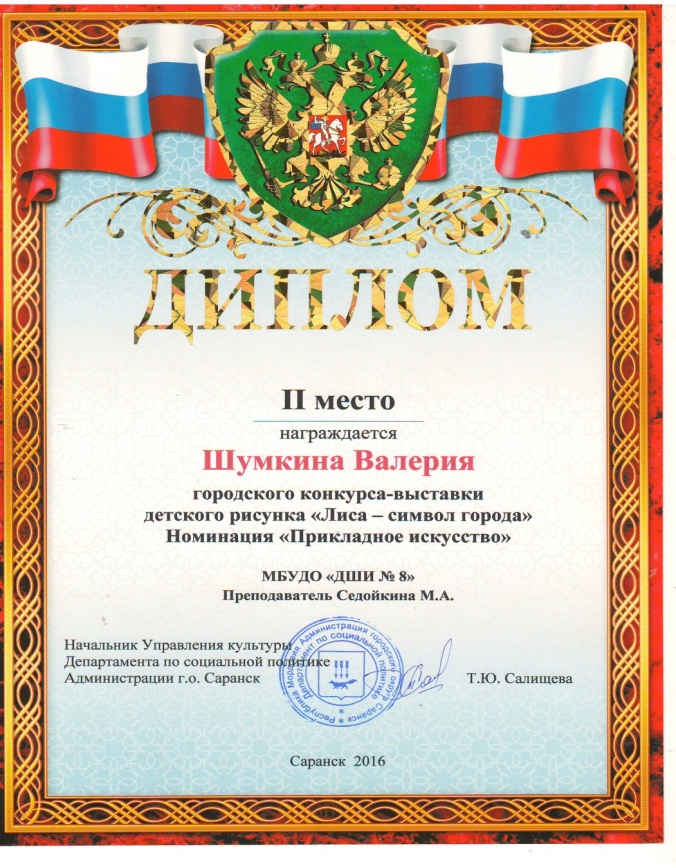 ДИПЛОМ
II место
награждается
Шумкина Валерия
городского конкурса-выставки
детского рисунка «Лиса – символ города»
Номинация «Прикладное искусство»
МБУДО «ДШИ № 8»
Преподаватель Седойкина М.А.
Начальник Управления культуры
Департамента по социальной политике
Администрации г.о. Саранск
Т.Ю. Салищева
Республика Мордовия Администрация городского округа Саранск
Департамент по социальной политике
Саранск 2016